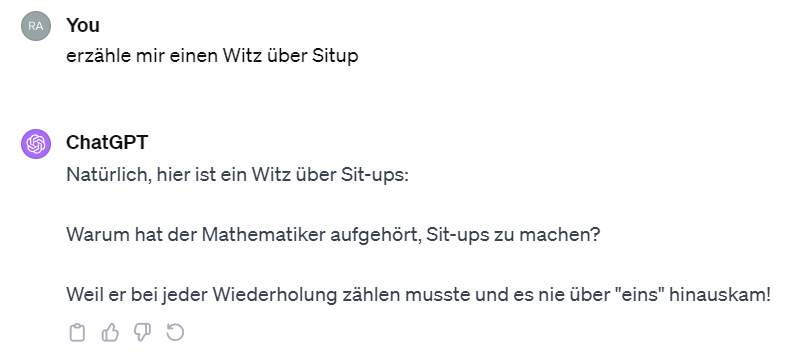 RA
You
erzähle mir einen Witz über Situp
ChatGPT
Natürlich, hier ist ein Witz über Sit-ups:
Warum hat der Mathematiker aufgehört, Sit-ups zu machen?
Weil er bei jeder Wiederholung zählen musste und es nie über "eins" hinauskam!